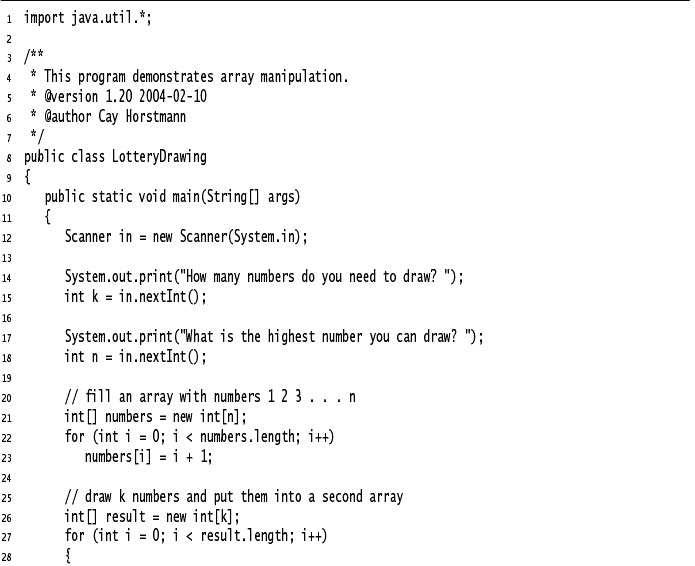 1 import java.util.*;
2
3 /**
4  * This program demonstrates array manipulation.
5  * @version 1.20 2004-02-10
6  * @author Cay Horstmann
7  */
8 public class LotteryDrawing
9 {
10    public static void main(String[] args)
11    {
12       Scanner in = new Scanner(System.in);
13
14       System.out.print("How many numbers do you need to draw? ");
15       int k = in.nextInt();
16
17       System.out.print("What is the highest number you can draw? ");
18       int n = in.nextInt();
19
20       // fill an array with numbers 1 2 3 . . . n
21       int[] numbers = new int[n];
22       for (int i = 0; i < numbers.length; i++)
23          numbers[i] = i + 1;
24
25       // draw k numbers and put them into a second array
26       int[] result = new int[k];
27       for (int i = 0; i < result.length; i++)
28       {